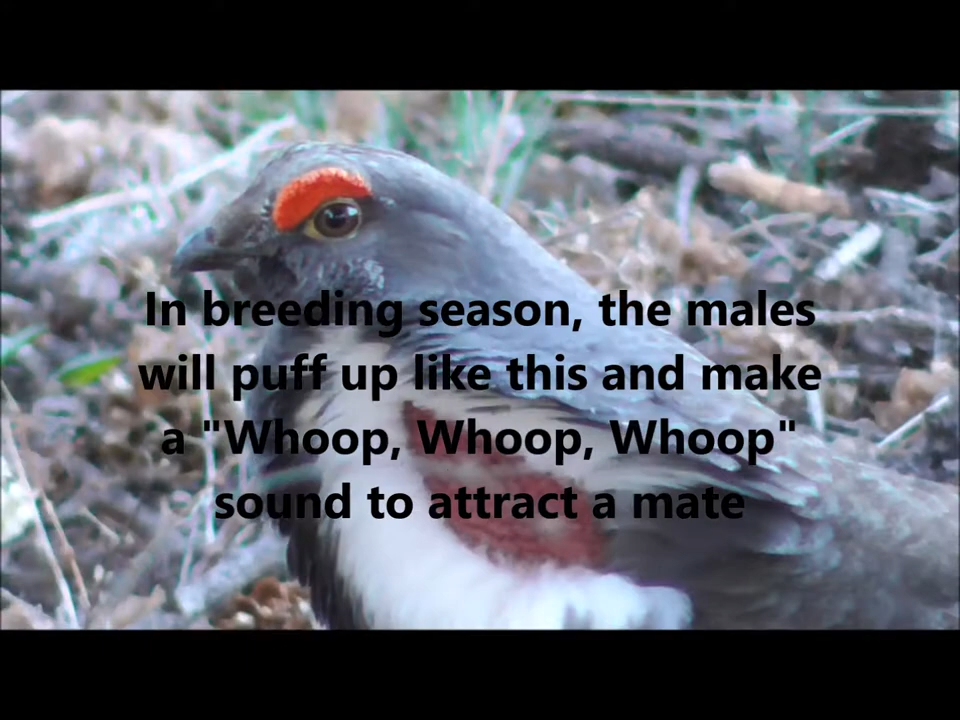 In breeding season, the males
will puff up like this and make
a "Whoop, Whoop, Whoop"
sound to attract a mate